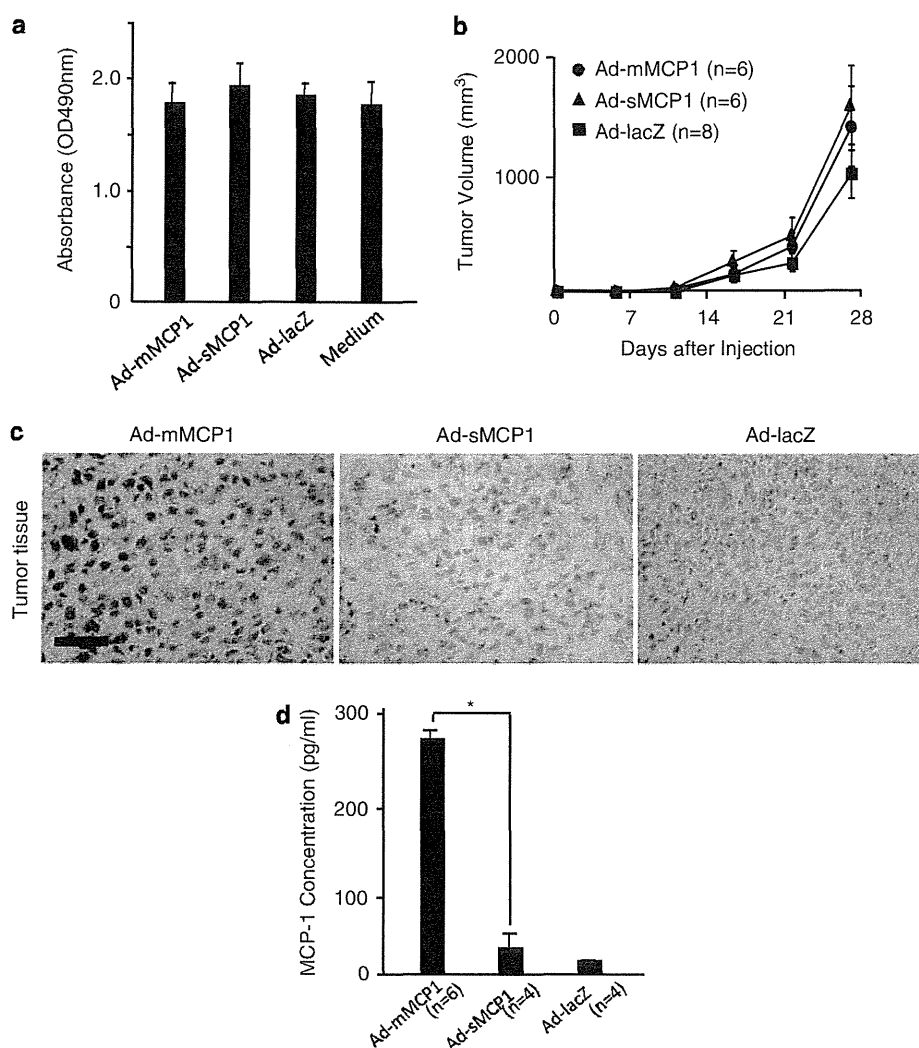 a
Absorbance (OD490nm)
2.0
1.0
0
Ad-mMCP1
Ad-sMCP1
Ad-lacZ
Medium
b
Tumor Volume (mm³)
2000
1000
Ad-mMCP1 (n=6)
Ad-sMCP1 (n=6)
Ad-lacZ (n=8)
0 7 14 21 28
Days after Injection
c
Ad-mMCP1
Ad-sMCP1
Ad-lacZ
Tumor tissue
d
MCP-1 Concentration (pg/ml)
300
200
100
0
*
Ad-mMCP1
(n=6)
Ad-sMCP1
(n=4)
Ad-lacZ
(n=4)